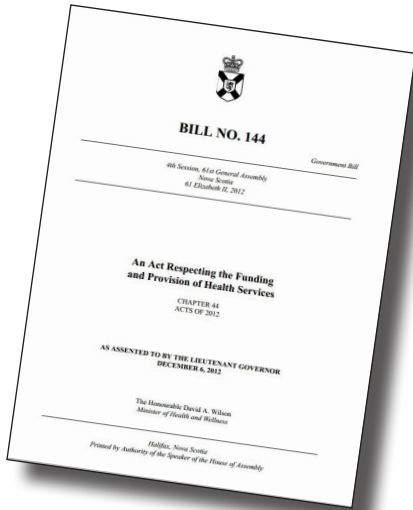 BILL NO. 144
Government Bill
4th Session, 61st General Assembly
Nova Scotia
61 Elizabeth II, 2012
An Act Respecting the Funding
and Provision of Health Services
CHAPTER 44
ACTS OF 2012
AS ASSENTED TO BY THE LIEUTENANT GOVERNOR
DECEMBER 6, 2012
The Honourable David A. Wilson
Minister of Health and Wellness
Halifax, Nova Scotia
Printed by Authority of the Speaker of the House of Assembly